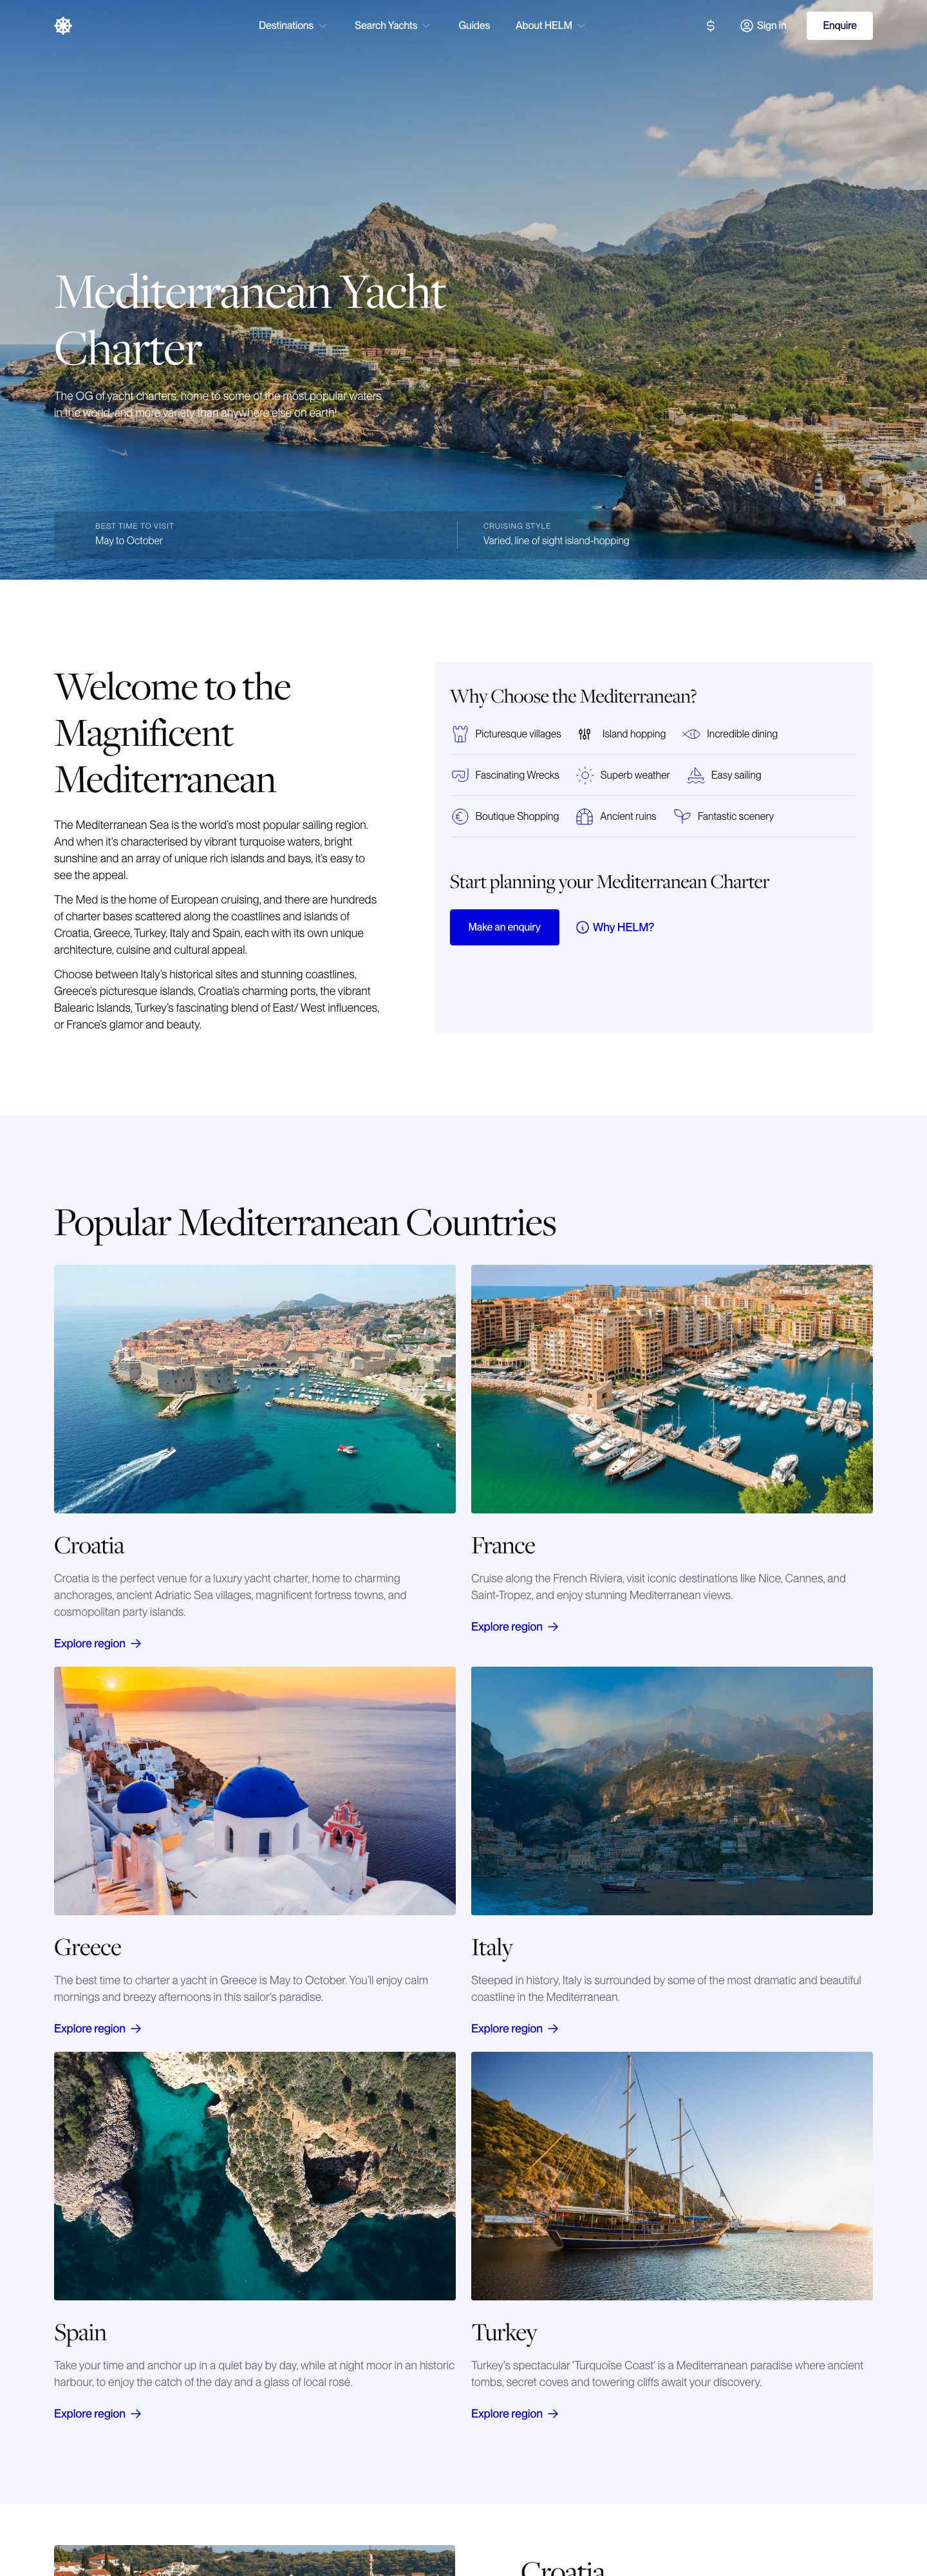 Destinations
Search Yachts
Guides
About HELM
$
Sign in
Enquire
Mediterranean Yacht
Charter
The OG of yacht charters, home to some of the most popular waters
in the world, and more variety than anywhere else on earth!
BEST TIME TO VISIT
May to October
CRUISING STYLE
Varied, line of sight island-hopping
Welcome to the
Magnificent
Mediterranean
The Mediterranean Sea is the world's most popular sailing region.
And when it's characterised by vibrant turquoise waters, bright
sunshine and an array of unique rich islands and bays, it's easy to
see the appeal.
The Med is the home of European cruising, and there are hundreds
of charter bases scattered along the coastlines and islands of
Croatia, Greece, Turkey, Italy and Spain, each with its own unique
architecture, cuisine and cultural appeal.
Choose between Italy's historical sites and stunning coastlines,
Greece's picturesque islands, Croatia's charming ports, the vibrant
Balearic Islands, Turkey's fascinating blend of East/ West influences,
or France's glamor and beauty.
Why Choose the Mediterranean?
Picturesque villages
Island hopping
Incredible dining
Fascinating Wrecks
Superb weather
Easy sailing
Boutique Shopping
Ancient ruins
Fantastic scenery
Start planning your Mediterranean Charter
Make an enquiry
Why HELM?
Popular Mediterranean Countries
Croatia
Croatia is the perfect venue for a luxury yacht charter, home to charming
anchorages, ancient Adriatic Sea villages, magnificent fortress towns, and
cosmopolitan party islands.
Explore region
France
Cruise along the French Riviera, visit iconic destinations like Nice, Cannes, and
Saint-Tropez, and enjoy stunning Mediterranean views.
Explore region
Greece
The best time to charter a yacht in Greece is May to October. You'll enjoy calm
mornings and breezy afternoons in this sailor's paradise.
Explore region
Italy
Steeped in history, Italy is surrounded by some of the most dramatic and beautiful
coastline in the Mediterranean.
Explore region
Spain
Take your time and anchor up in a quiet bay by day, while at night moor in an historic
harbour, to enjoy the catch of the day and a glass of local rosé.
Explore region
Turkey
Turkey's spectacular 'Turquoise Coast' is a Mediterranean paradise where ancient
tombs, secret coves and towering cliffs await your discovery.
Explore region
Croatia